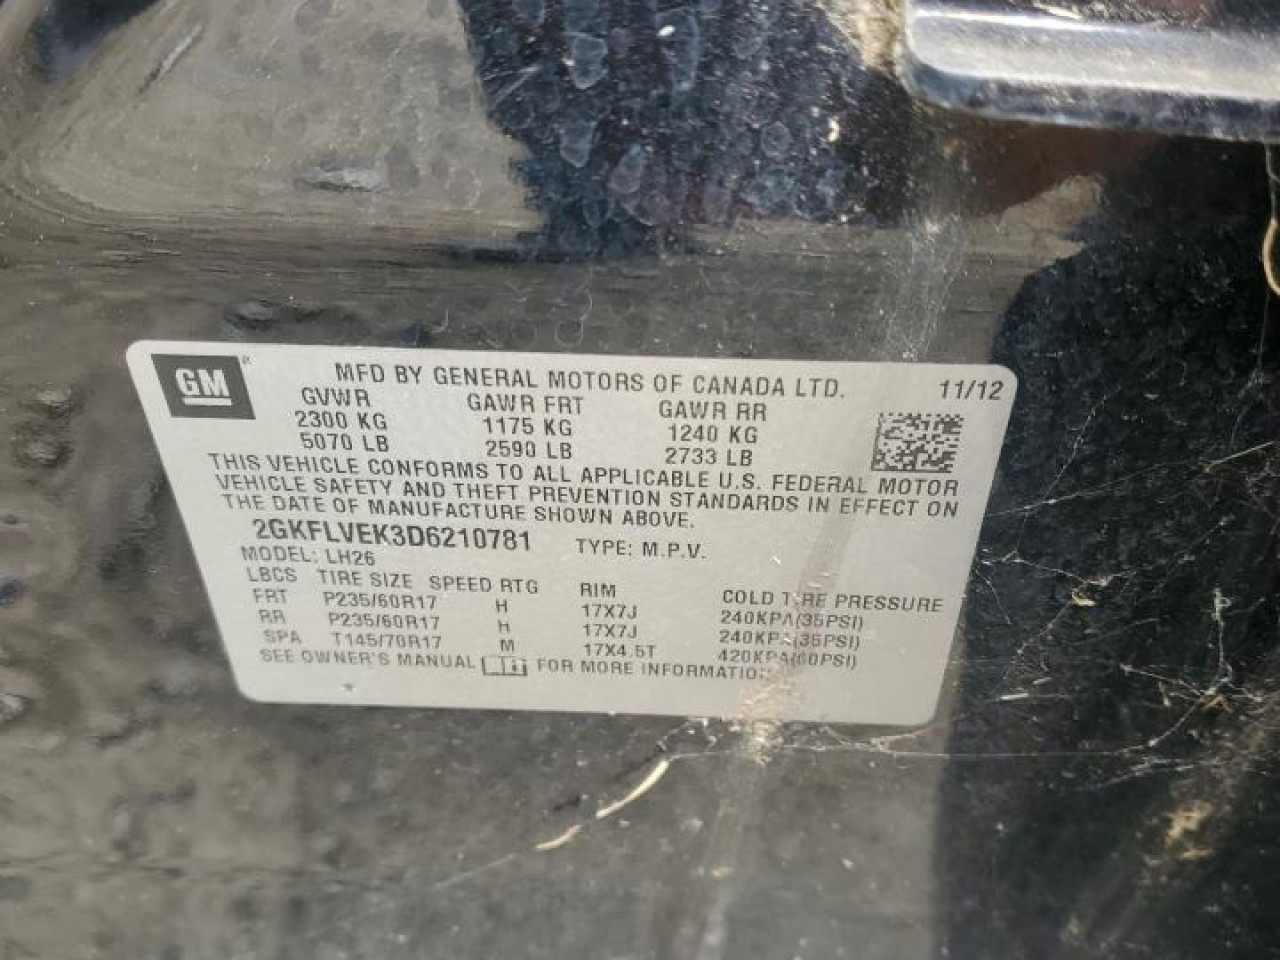 GM®
MFD BY GENERAL MOTORS OF CANADA LTD. 11/12
GVWR GAWR FRT GAWR RR
2300 KG 1175 KG 1240 KG
5070 LB 2590 LB 2733 LB
THIS VEHICLE CONFORMS TO ALL APPLICABLE U.S. FEDERAL MOTOR
VEHICLE SAFETY AND THEFT PREVENTION STANDARDS IN EFFECT ON
THE DATE OF MANUFACTURE SHOWN ABOVE.
2GKFLVEK3D6210781 TYPE: M.P.V.
MODEL: LH26
LBCS TIRE SIZE SPEED RTG RIM COLD TIRE PRESSURE
FRT P235/60R17 H 17X7J 240KPA(35PSI)
RR P235/60R17 H 17X7J 240KPA(35PSI)
SPA T145/70R17 M 17X4.5T 420KPA(60PSI)
SEE OWNER'S MANUAL FOR MORE INFORMATION.
*